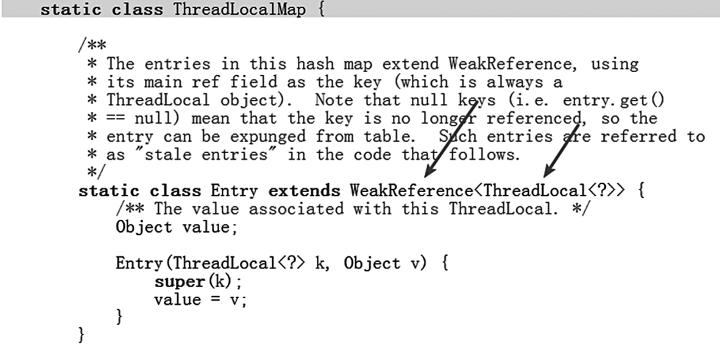 static class ThreadLocalMap {
/**
* The entries in this hash map extend WeakReference, using
* its main ref field as the key (which is always a
* ThreadLocal object).  Note that null keys (i.e. entry.get()
* == null) mean that the key is no longer referenced, so the
* entry can be expunged from table.  Such entries are referred to
* as "stale entries" in the code that follows.
*/
static class Entry extends WeakReference<ThreadLocal<?>> {
/** The value associated with this ThreadLocal. */
Object value;
Entry(ThreadLocal<?> k, Object v) {
super(k);
value = v;
}
}